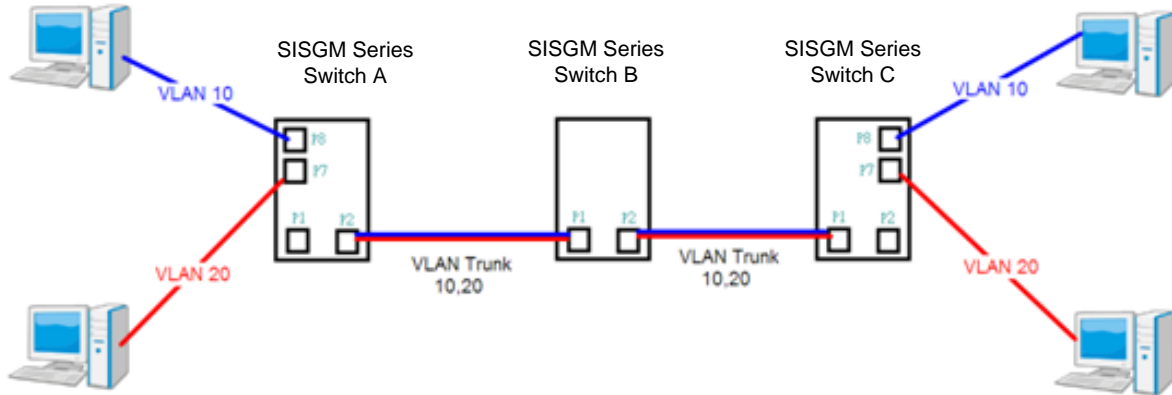 SISGM Series
Switch A
SISGM Series
Switch B
SISGM Series
Switch C
VLAN 10
VLAN 10
P8
P8
P7
P7
P1
P2
P1
P2
P1
P2
VLAN 20
VLAN Trunk
10,20
VLAN Trunk
10,20
VLAN 20